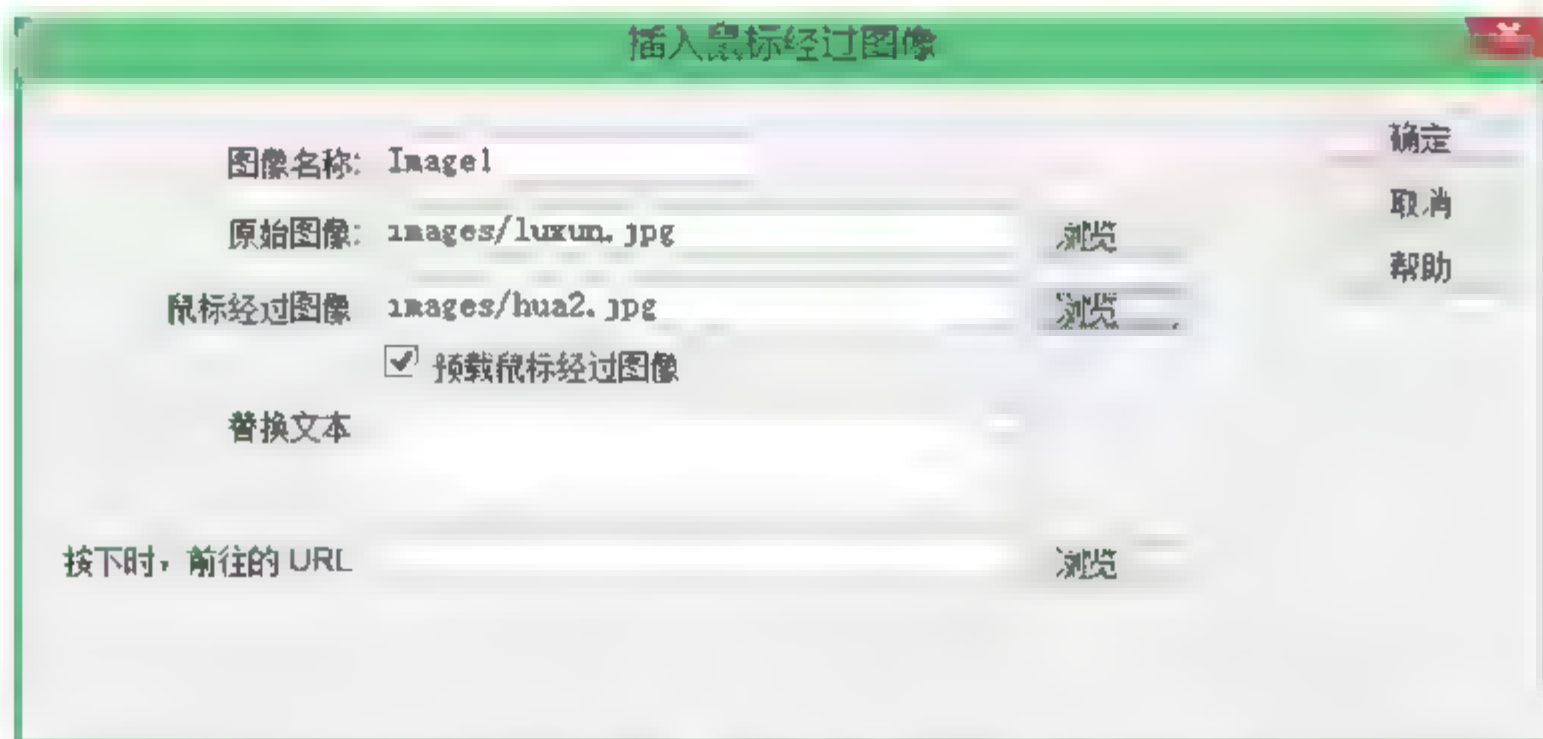 插入鼠标经过图像
图像名称: Image1
确定
原始图像: images/luxun.jpg 浏览
取消
鼠标经过图像 images/hua2.jpg 浏览
帮助
预载鼠标经过图像
替换文本
按下时，前往的 URL 浏览